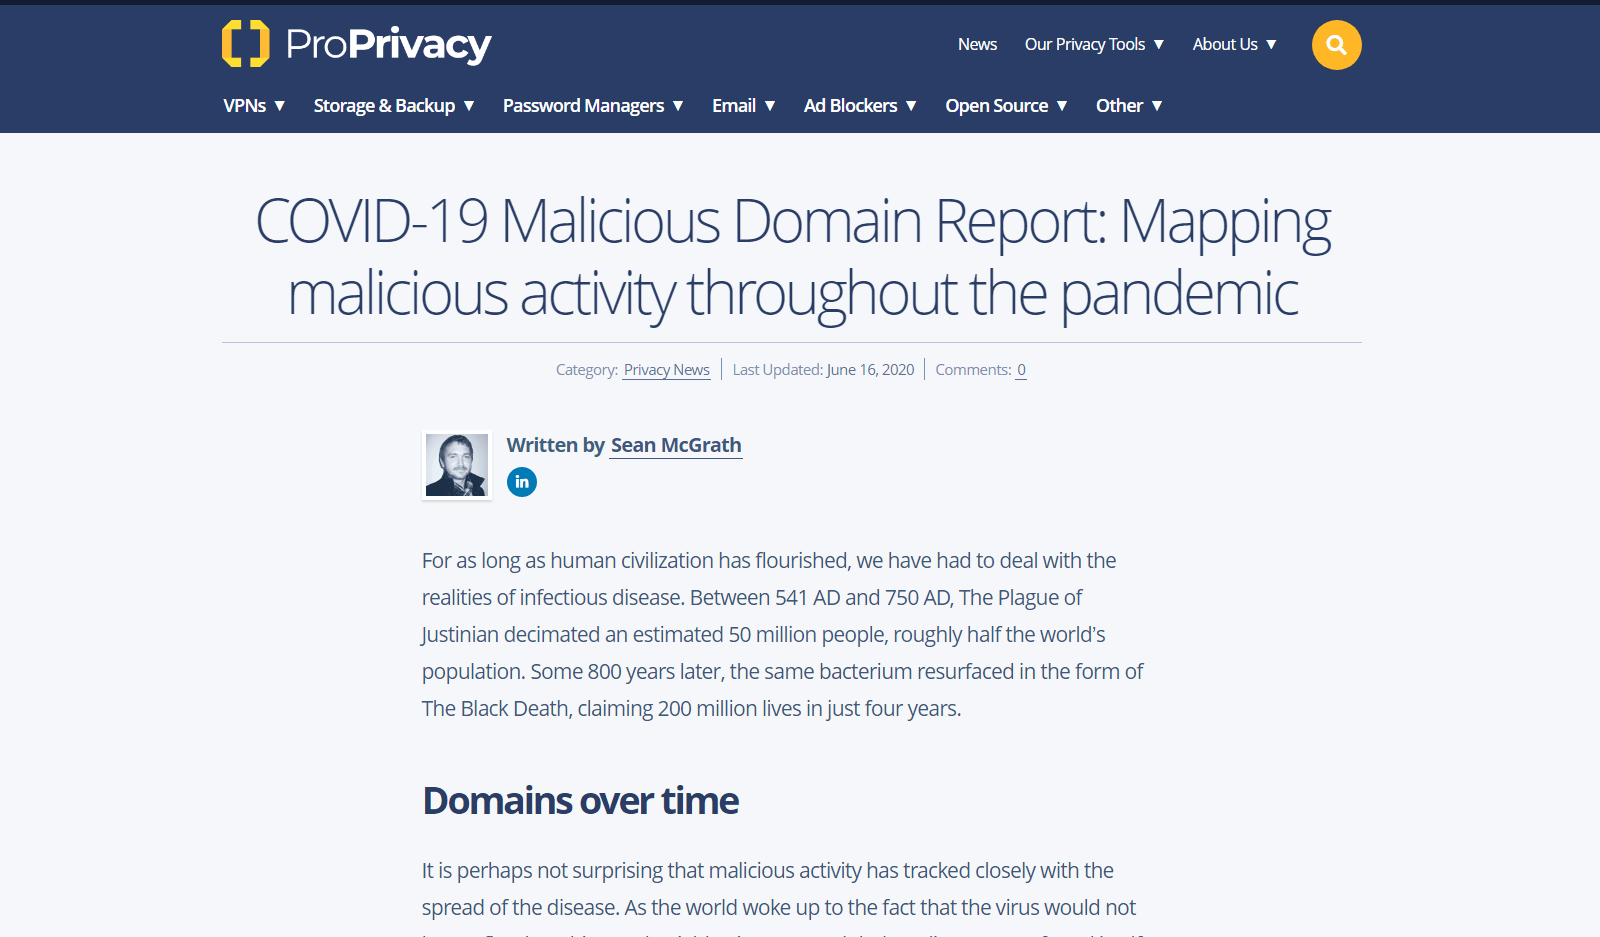 ProPrivacy
News Our Privacy Tools ▼ About Us ▼
VPNs ▼ Storage & Backup ▼ Password Managers ▼ Email ▼ Ad Blockers ▼ Open Source ▼ Other ▼
COVID-19 Malicious Domain Report: Mapping
malicious activity throughout the pandemic
Category: Privacy News Last Updated: June 16, 2020 Comments: 0
Written by Sean McGrath
in
For as long as human civilization has flourished, we have had to deal with the
realities of infectious disease. Between 541 AD and 750 AD, The Plague of
Justinian decimated an estimated 50 million people, roughly half the world's
population. Some 800 years later, the same bacterium resurfaced in the form of
The Black Death, claiming 200 million lives in just four years.
Domains over time
It is perhaps not surprising that malicious activity has tracked closely with the
spread of the disease. As the world woke up to the fact that the virus would not